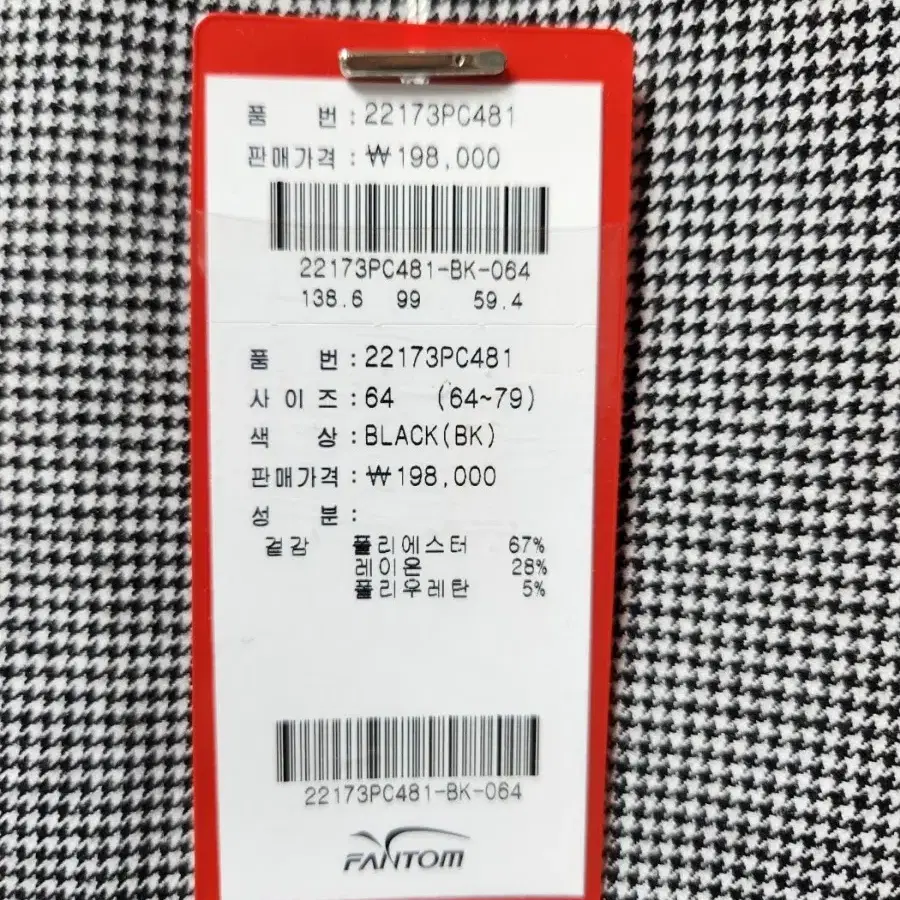 품 번 : 22173PC481
판매가격 : ₩198,000
22173PC481-BK-064
138.6 99 59.4
품 번 : 22173PC481
사 이 즈 : 64 (64~79)
색 상 : BLACK(BK)
판매가격 : ₩198,000
성 분 :
겉감 폴리에스터 67%
레이온 28%
폴리우레탄 5%
22173PC481-BK-064
FANTOM